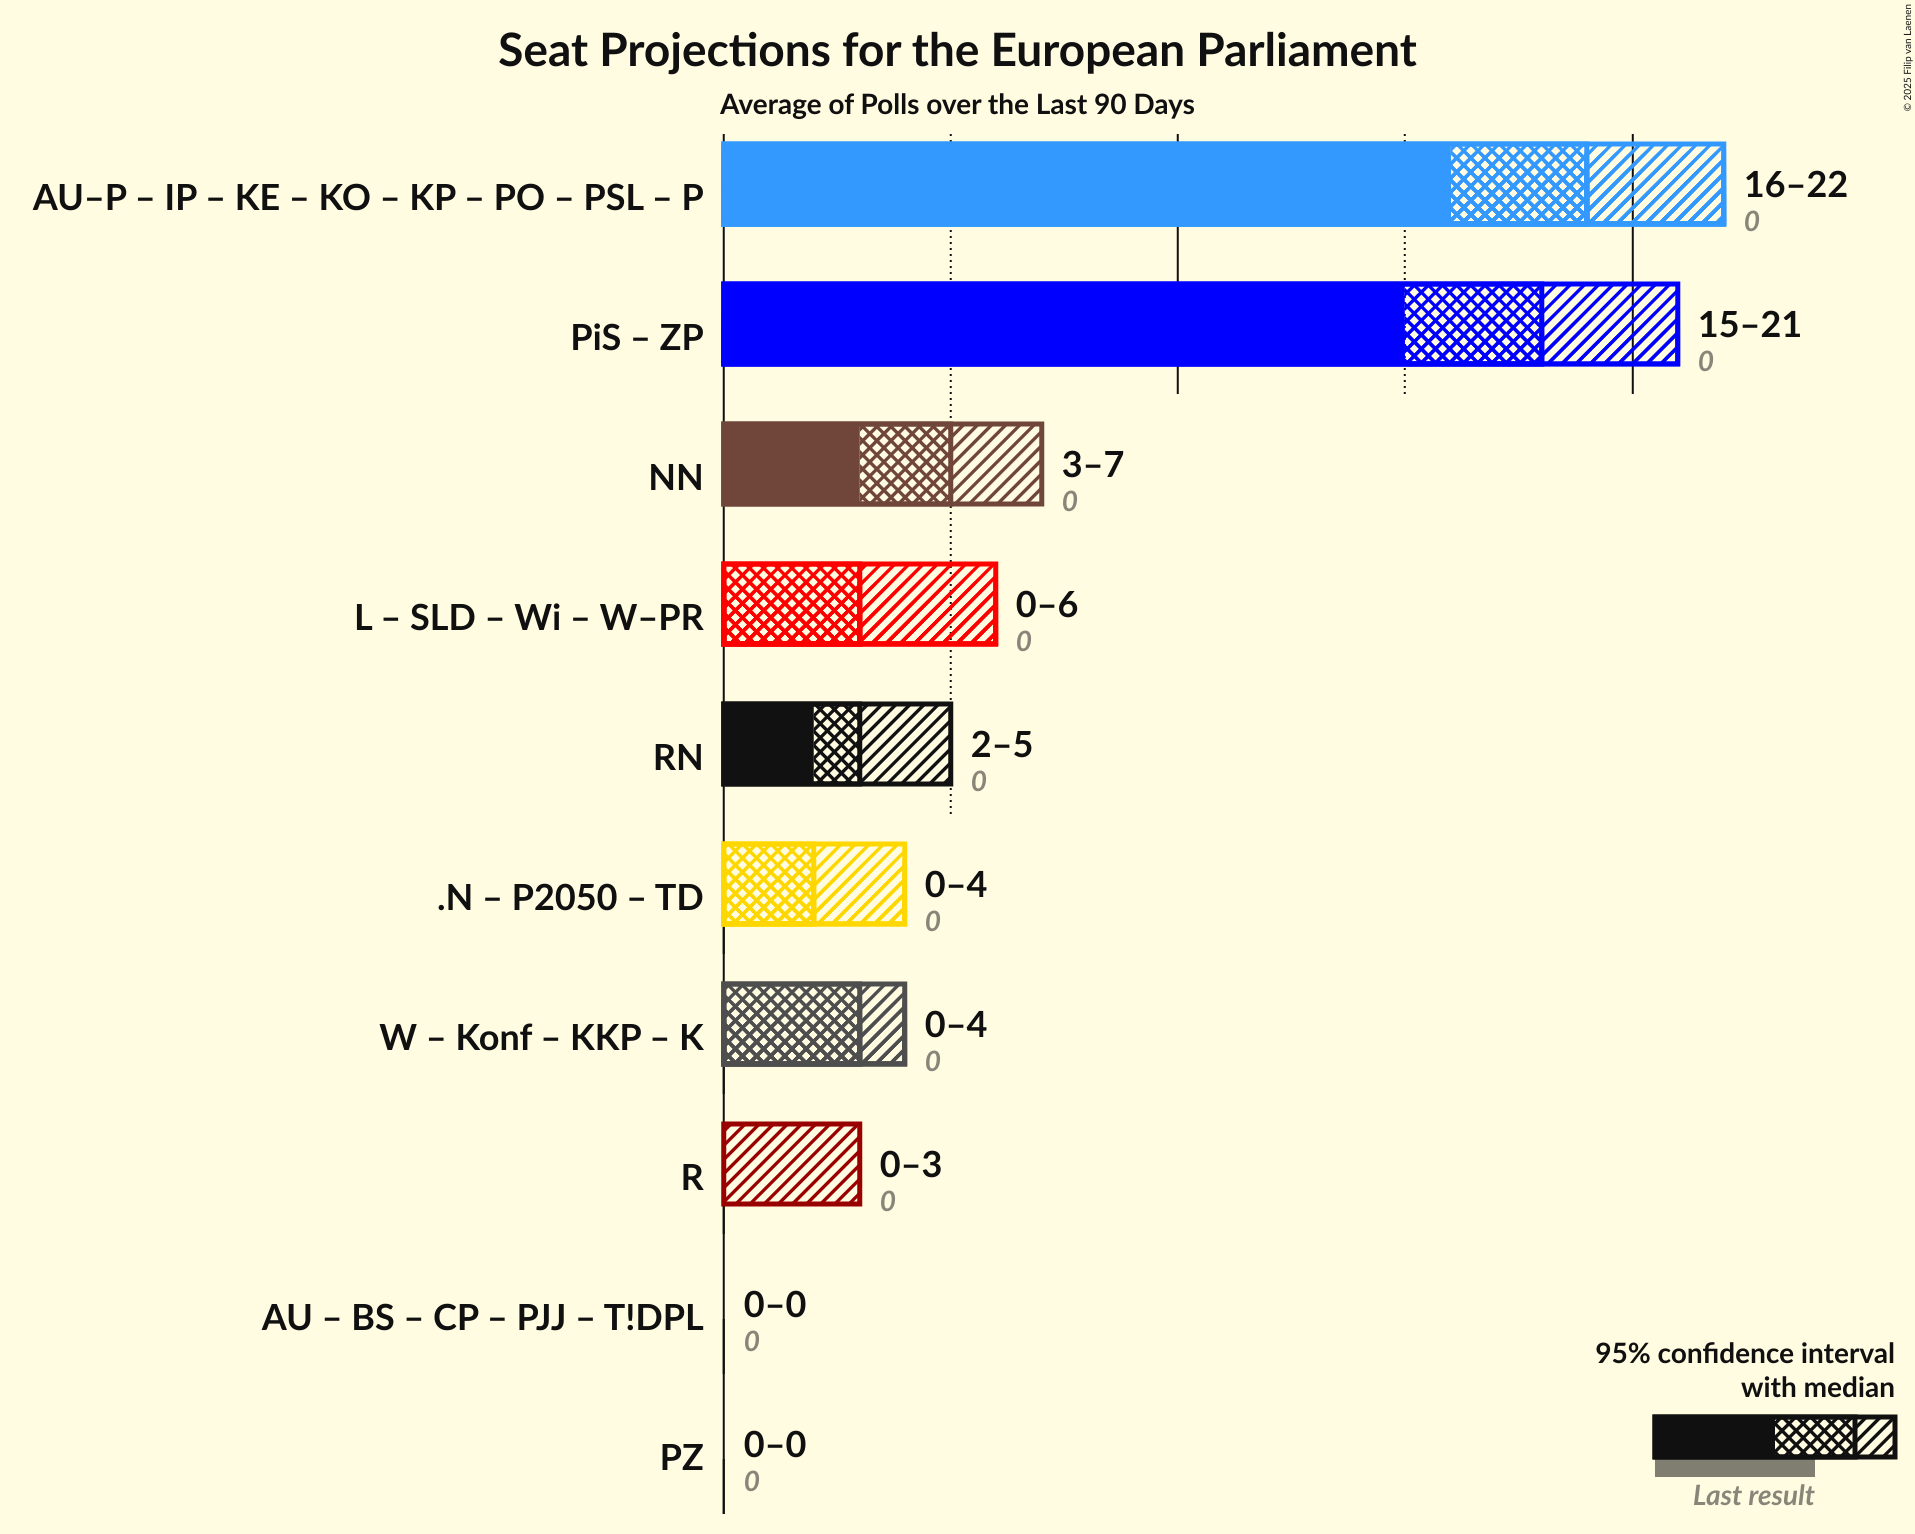 Seat Projections for the European Parliament
Average of Polls over the Last 90 Days
© 2025 Filip van Laenen
AU–P – IP – KE – KO – KP – PO – PSL – P
16–22
0
PiS – ZP
15–21
0
NN
3–7
0
L – SLD – Wi – W–PR
0–6
0
RN
2–5
0
.N – P2050 – TD
0–4
0
W – Konf – KKP – K
0–4
0
R
0–3
0
AU – BS – CP – PJJ – T!DPL
0–0
0
PZ
0–0
0
95% confidence interval
with median
Last result